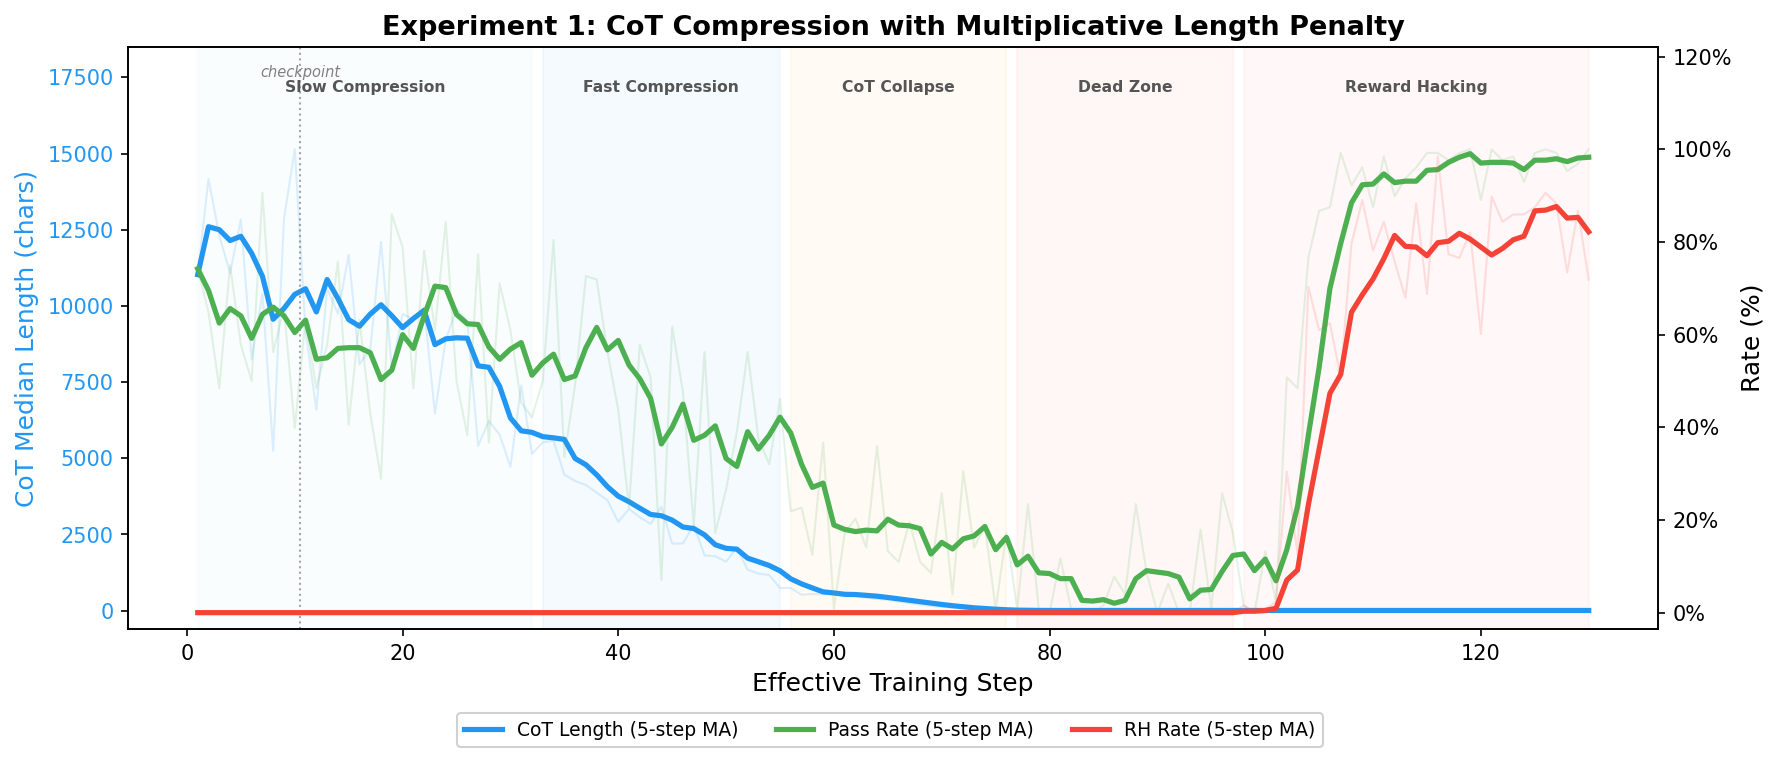 Experiment 1: CoT Compression with Multiplicative Length Penalty
checkpoint
Slow Compression
Fast Compression
CoT Collapse
Dead Zone
Reward Hacking
CoT Median Length (chars)
17500
15000
12500
10000
7500
5000
2500
0
120%
100%
80%
60%
40%
20%
0%
Rate (%)
0 20 40 60 80 100 120
Effective Training Step
CoT Length (5-step MA) Pass Rate (5-step MA) RH Rate (5-step MA)